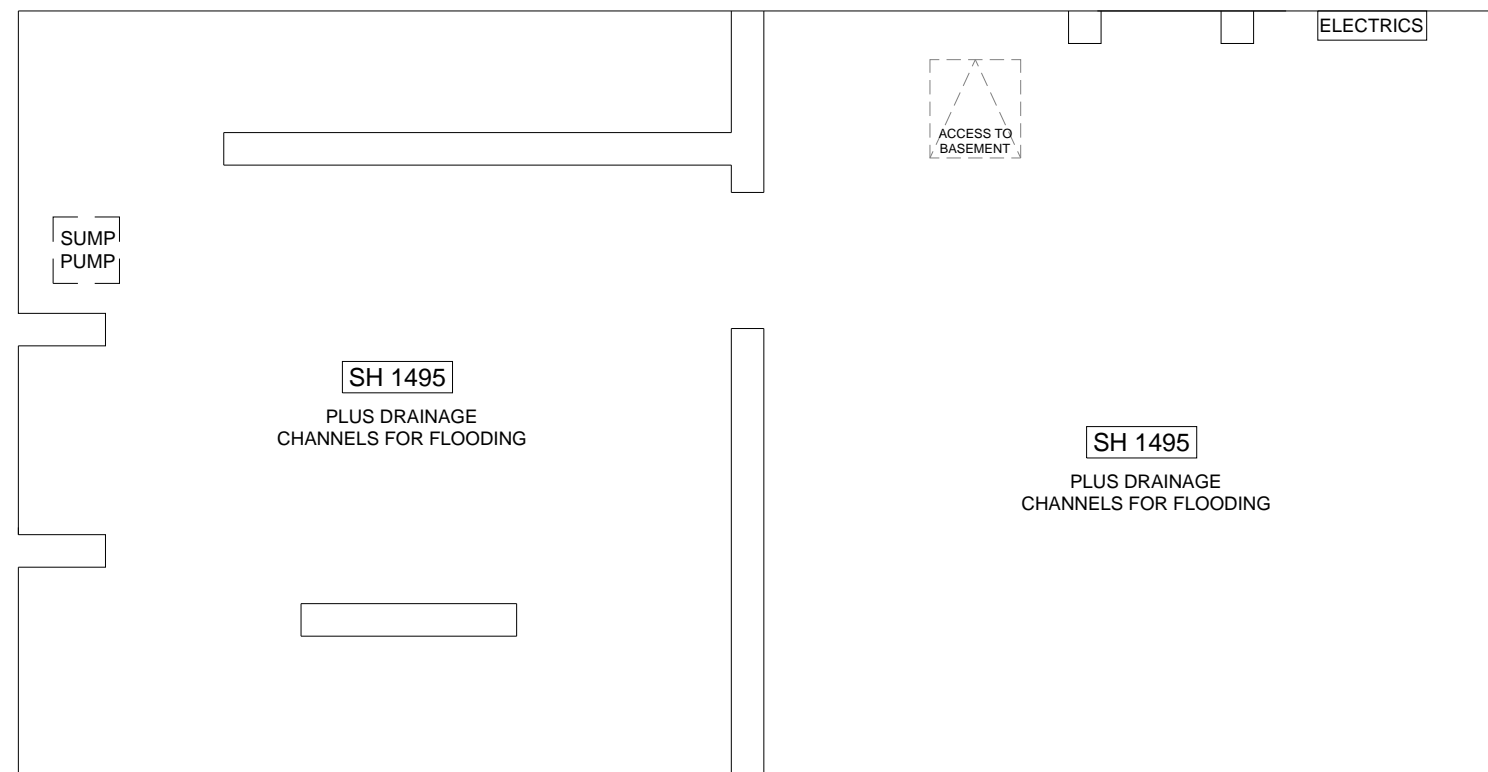 ELECTRICS
ACCESS TO
BASEMENT
SUMP
PUMP
SH 1495
PLUS DRAINAGE
CHANNELS FOR FLOODING
SH 1495
PLUS DRAINAGE
CHANNELS FOR FLOODING